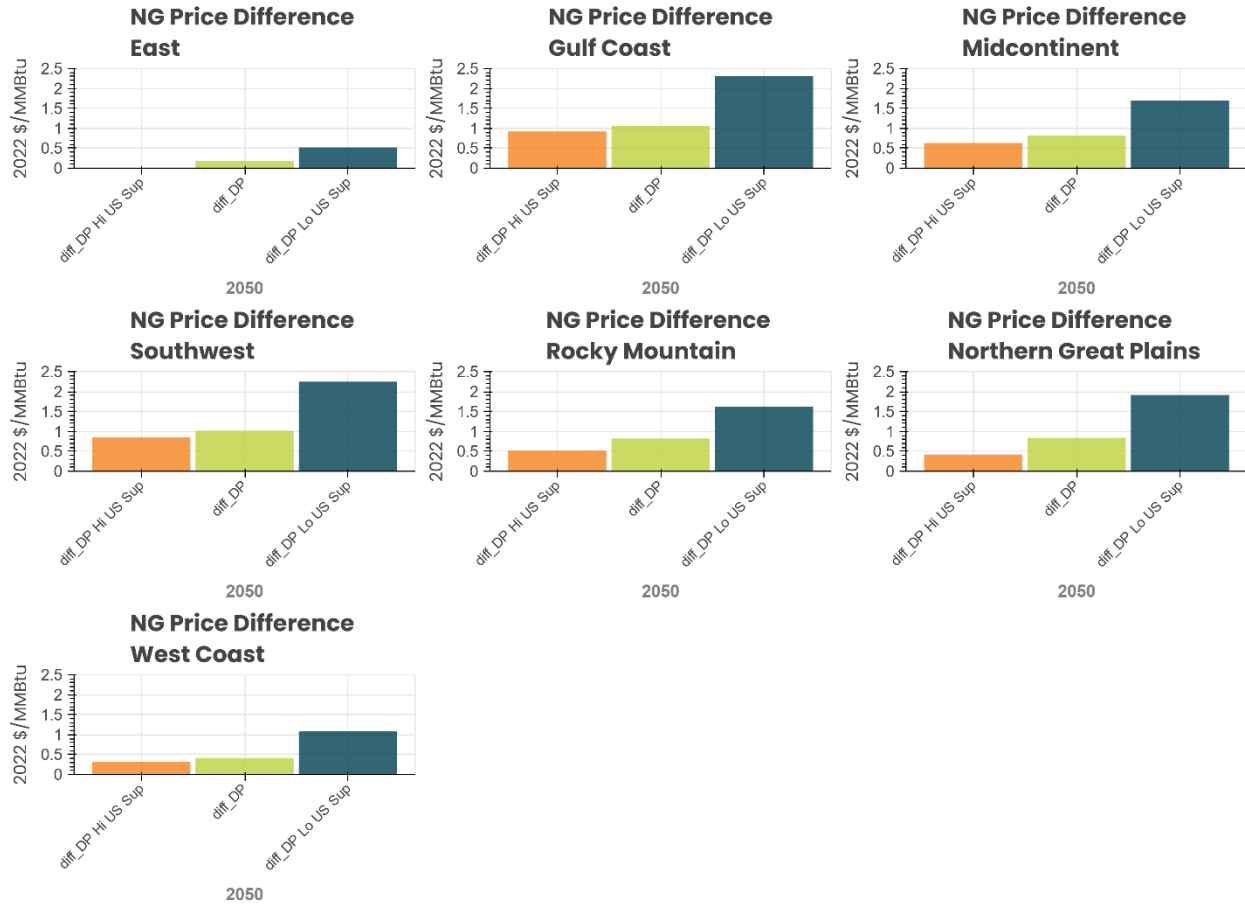 NG Price Difference
East
2022 $/MMBtu
2.5
2
1.5
1
0.5
0
diff_DP Hi US Sup
diff_DP
diff_DP Lo US Sup
2050
NG Price Difference
Gulf Coast
2022 $/MMBtu
2.5
2
1.5
1
0.5
0
diff_DP Hi US Sup
diff_DP
diff_DP Lo US Sup
2050
NG Price Difference
Midcontinent
2022 $/MMBtu
2.5
2
1.5
1
0.5
0
diff_DP Hi US Sup
diff_DP
diff_DP Lo US Sup
2050
NG Price Difference
Southwest
2022 $/MMBtu
2.5
2
1.5
1
0.5
0
diff_DP Hi US Sup
diff_DP
diff_DP Lo US Sup
2050
NG Price Difference
Rocky Mountain
2022 $/MMBtu
2.5
2
1.5
1
0.5
0
diff_DP Hi US Sup
diff_DP
diff_DP Lo US Sup
2050
NG Price Difference
Northern Great Plains
2022 $/MMBtu
2.5
2
1.5
1
0.5
0
diff_DP Hi US Sup
diff_DP
diff_DP Lo US Sup
2050
NG Price Difference
West Coast
2022 $/MMBtu
2.5
2
1.5
1
0.5
0
diff_DP Hi US Sup
diff_DP
diff_DP Lo US Sup
2050